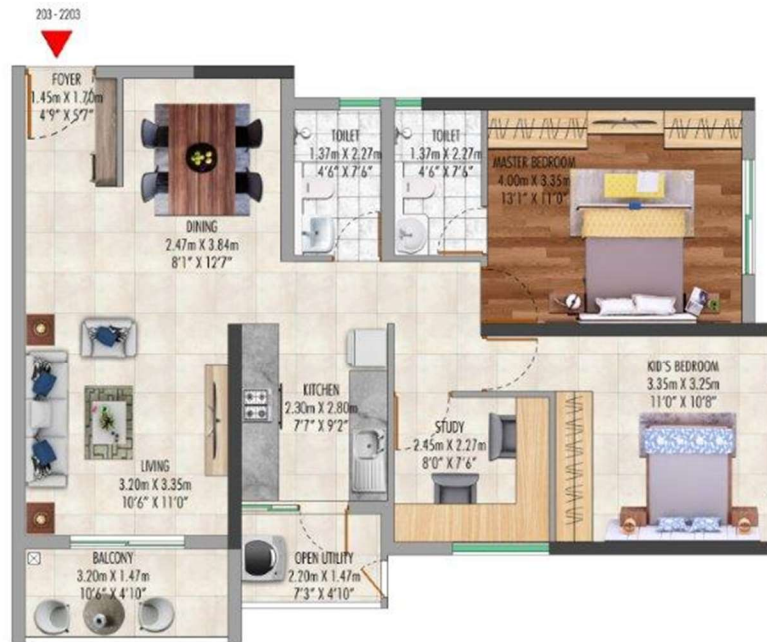 203 - 2203
FOYER
1.45m X 1.70m
4'9" X 5'7"
TOILET
1.37m X 2.27m
4'6" X 7'6"
TOILET
1.37m X 2.27m
4'6" X 7'6"
MASTER BEDROOM
4.00m X 3.35m
13'1" X 11'0"
DINING
2.47m X 3.84m
8'1" X 12'7"
KITCHEN
2.30m X 2.80m
7'7" X 9'2"
KID'S BEDROOM
3.35m X 3.25m
11'0" X 10'8"
STUDY
2.45m X 2.27m
8'0" X 7'6"
LIVING
3.20m X 3.35m
10'6" X 11'0"
BALCONY
3.20m X 1.47m
10'6" X 4'10"
OPEN UTILITY
2.20m X 1.47m
7'3" X 4'10"